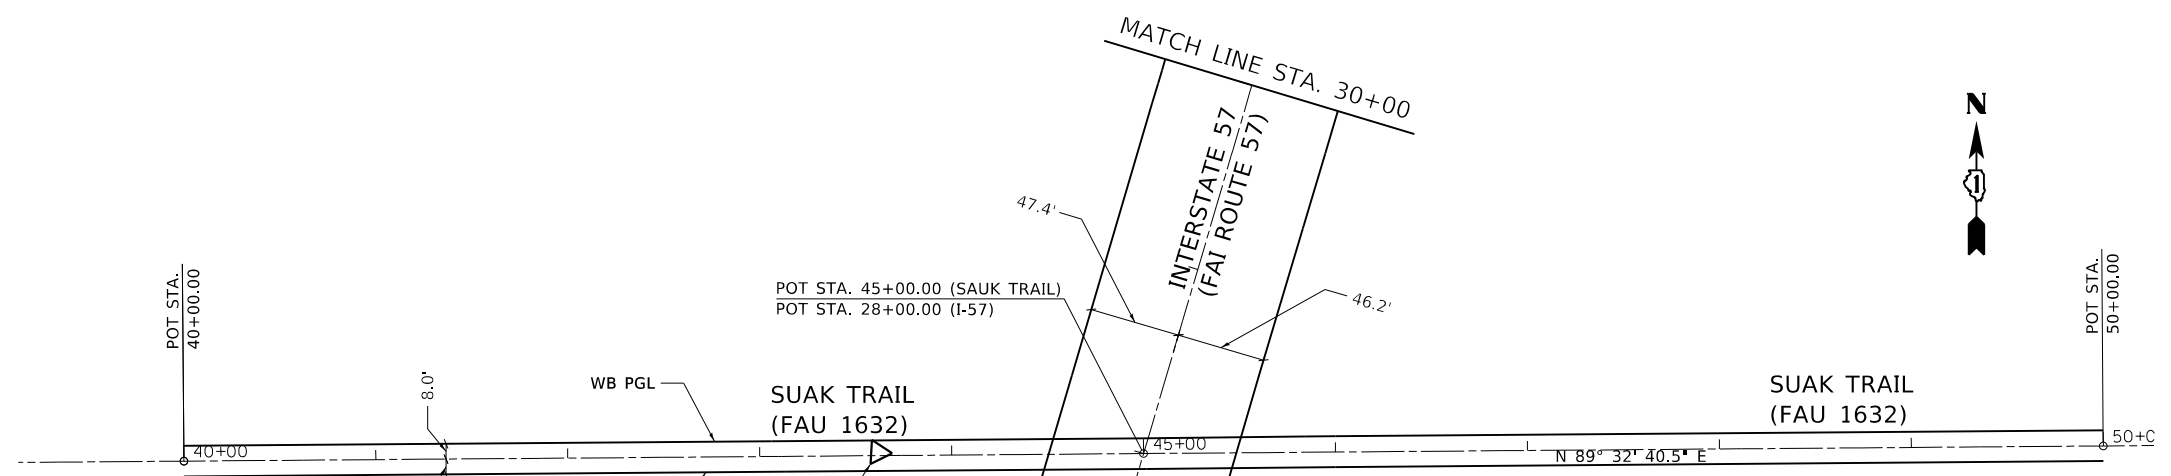 MATCH LINE STA. 30+00
N
1
INTERSTATE 57
(FAI ROUTE 57)
47.4'
46.2'
POT STA.
40+00.00
POT STA. 45+00.00 (SAUK TRAIL)
POT STA. 28+00.00 (I-57)
POT STA.
50+00.00
8.0'
WB PGL
SUAK TRAIL
(FAU 1632)
SUAK TRAIL
(FAU 1632)
40+00
45+00
N 89° 32' 40.5" E